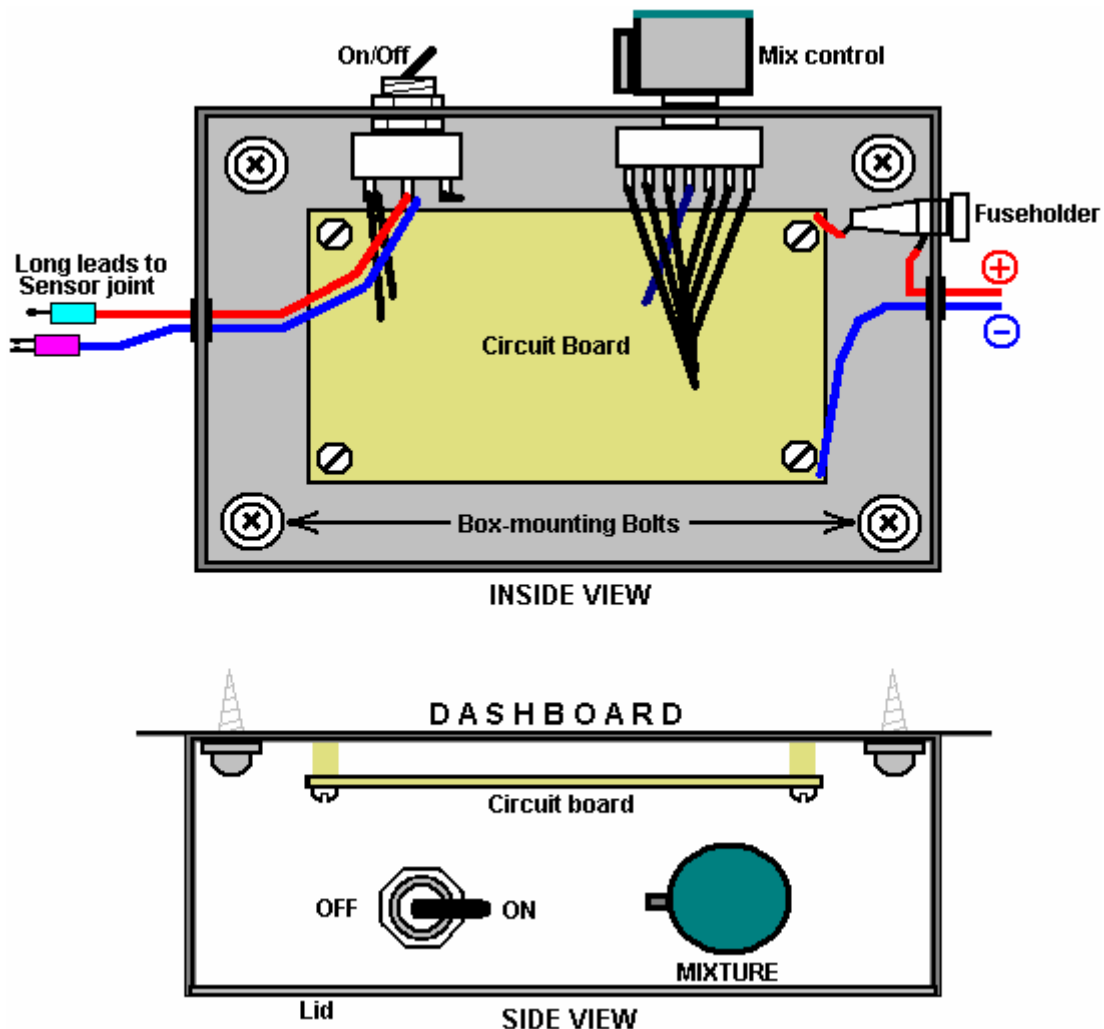 On/Off
Mix control
Fuseholder
Long leads to
Sensor joint
+
−
Circuit Board
Box-mounting Bolts
INSIDE VIEW
DASHBOARD
Circuit board
OFF
ON
MIXTURE
Lid
SIDE VIEW